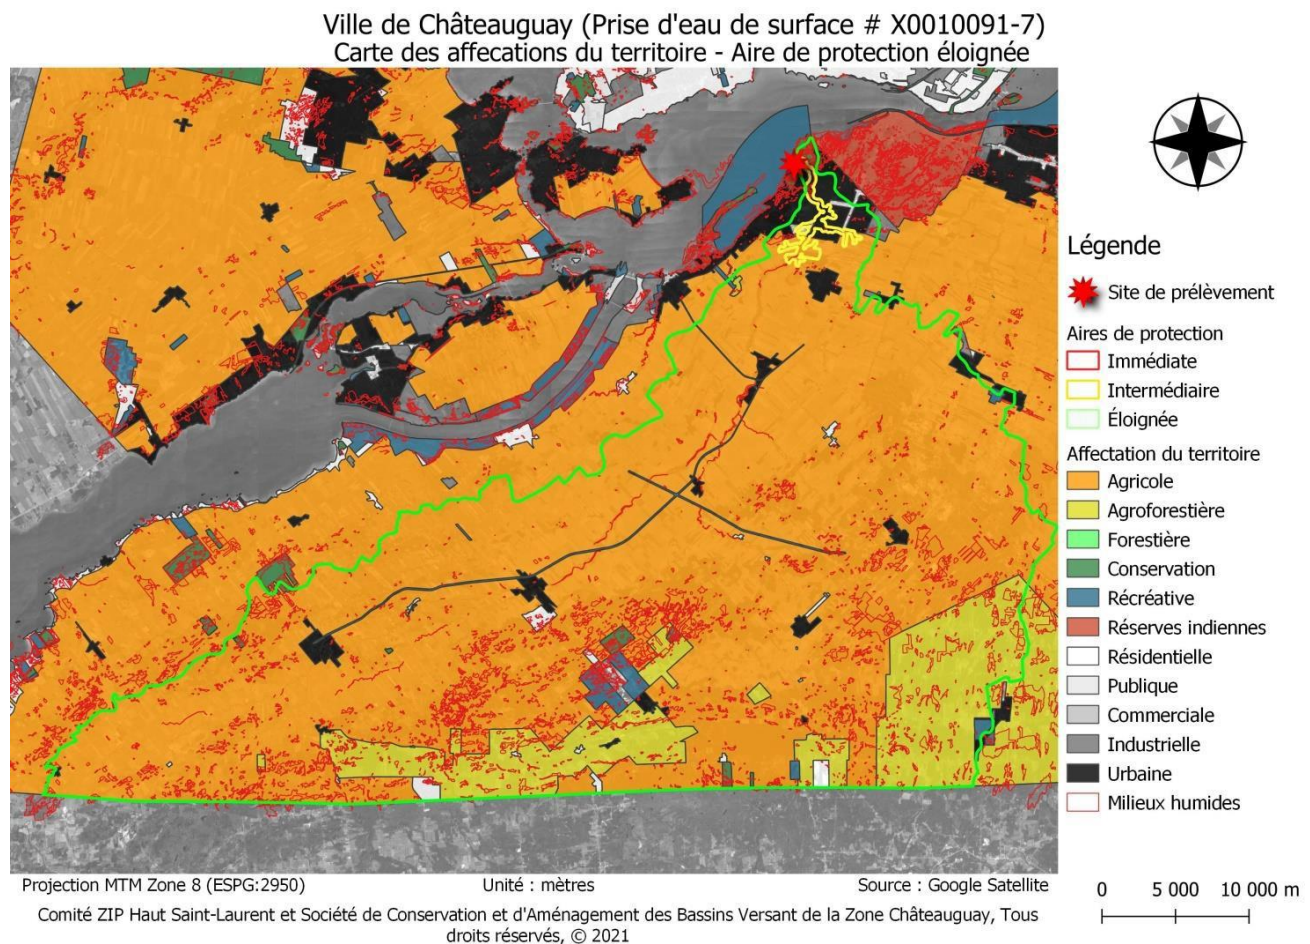 Ville de Châteauguay (Prise d'eau de surface # X0010091-7)
Carte des affecations du territoire - Aire de protection éloignée
Légende
Site de prélèvement
Aires de protection
Immédiate
Intermédiaire
Éloignée
Affectation du territoire
Agricole
Agroforestière
Forestière
Conservation
Récréative
Réserves indiennes
Résidentielle
Publique
Commerciale
Industrielle
Urbaine
Milieux humides
0 5 000 10 000 m
Projection MTM Zone 8 (ESPG:2950) Unité : mètres Source : Google Satellite
Comité ZIP Haut Saint-Laurent et Société de Conservation et d'Aménagement des Bassins Versant de la Zone Châteauguay, Tous
droits réservés, © 2021